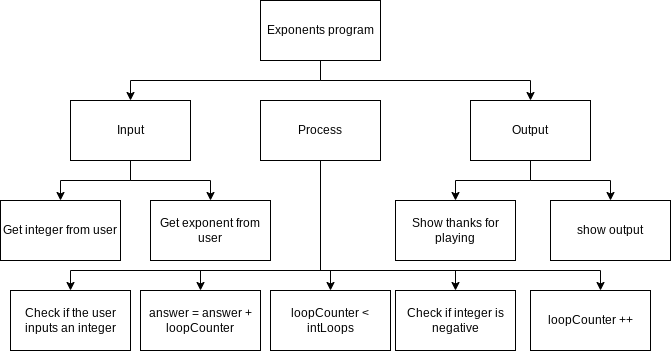 Exponents program
Input
Process
Output
Get integer from user
Get exponent from
user
Show thanks for
playing
show output
Check if the user
inputs an integer
answer = answer +
loopCounter
loopCounter <
intLoops
Check if integer is
negative
loopCounter ++